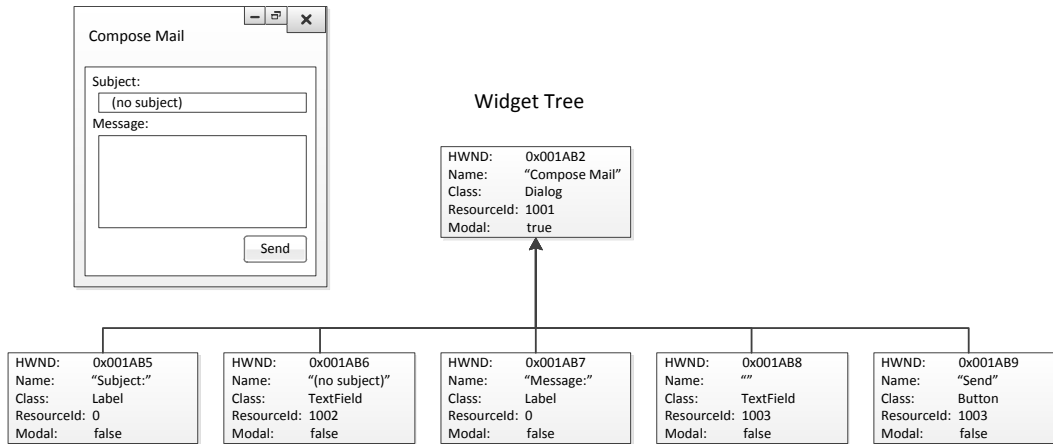 Compose Mail
Subject:
(no subject)
Message:
Send
Widget Tree
HWND: 0x001AB2
Name: “Compose Mail”
Class: Dialog
ResourceId: 1001
Modal: true
HWND: 0x001AB5
Name: “Subject:”
Class: Label
ResourceId: 0
Modal: false
HWND: 0x001AB6
Name: “(no subject)”
Class: TextField
ResourceId: 1002
Modal: false
HWND: 0x001AB7
Name: “Message:”
Class: Label
ResourceId: 0
Modal: false
HWND: 0x001AB8
Name: “”
Class: TextField
ResourceId: 1003
Modal: false
HWND: 0x001AB9
Name: “Send”
Class: Button
ResourceId: 1003
Modal: false